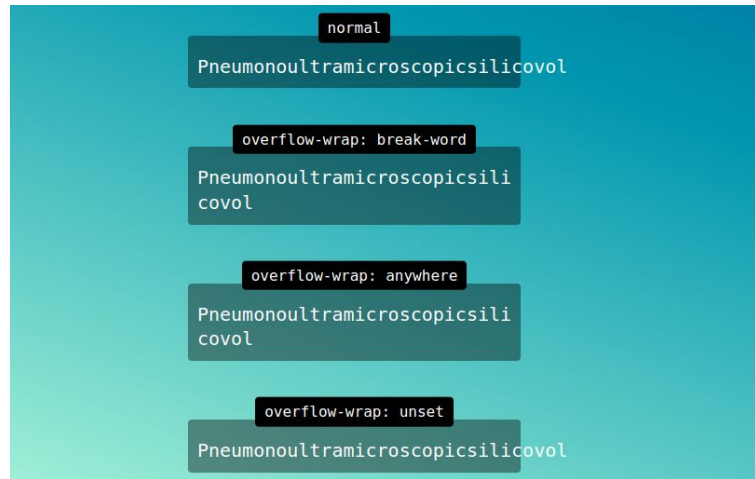 normal
Pneumonoultramicroscopicsilicovol
overflow-wrap: break-word
Pneumonoultramicroscopicsili
covol
overflow-wrap: anywhere
Pneumonoultramicroscopicsili
covol
overflow-wrap: unset
Pneumonoultramicroscopicsilicovol